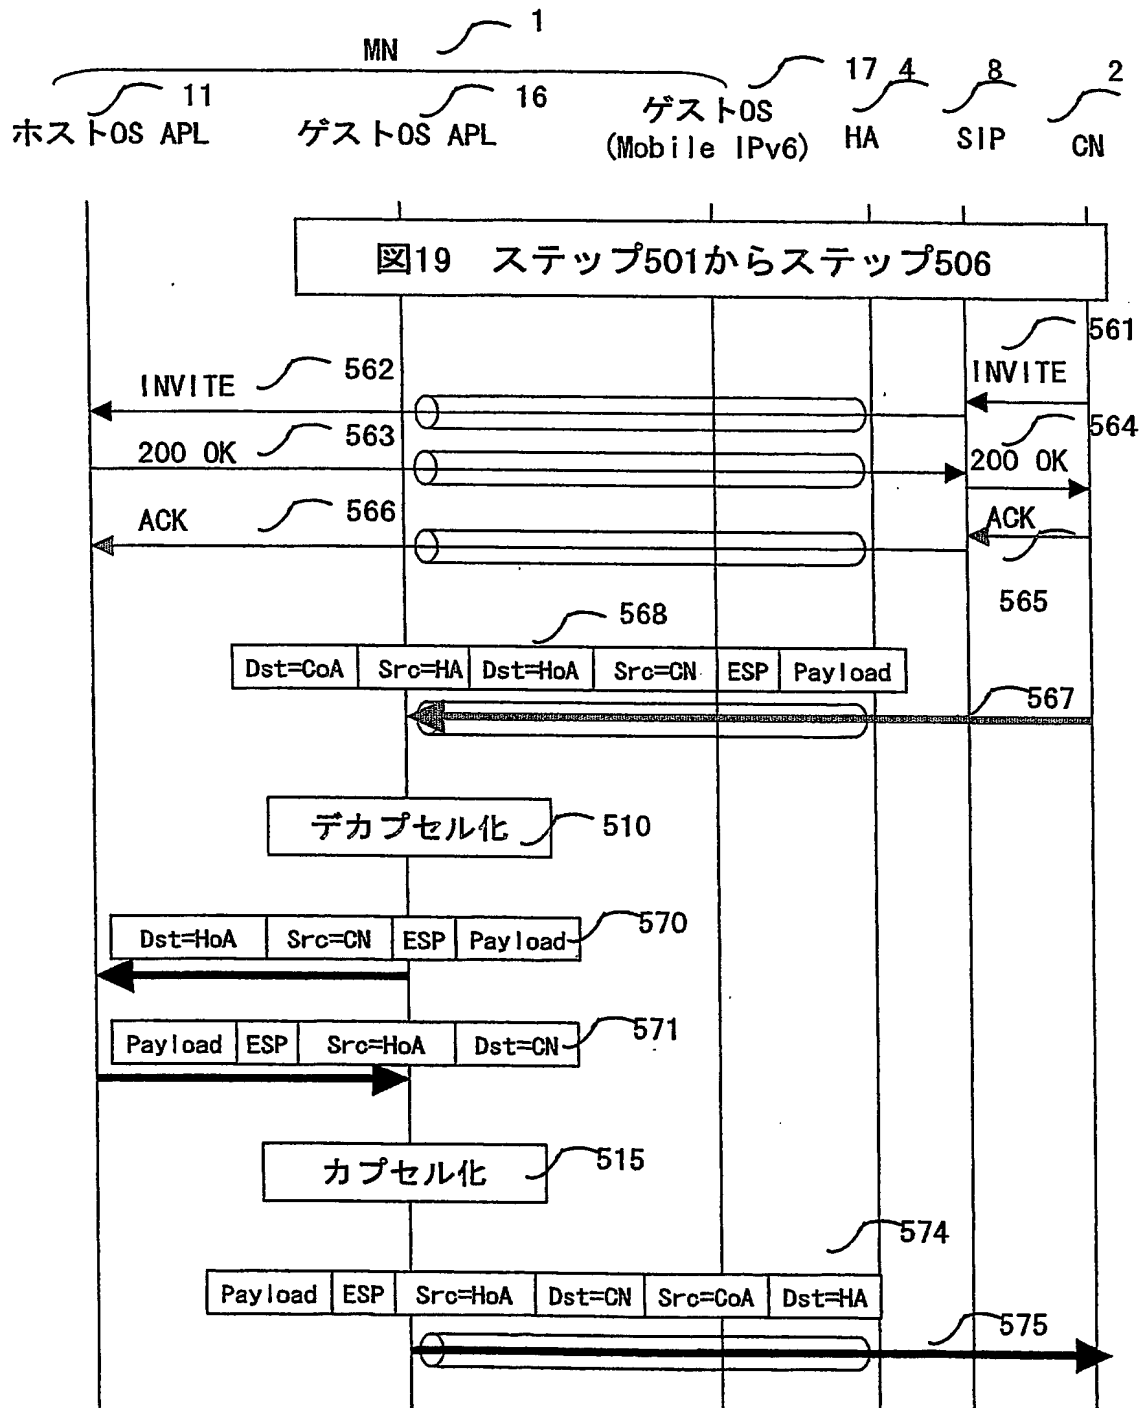 MN 1
ホストOS APL 11
ゲストOS APL 16
ゲストOS 17
(Mobile IPv6)
HA 4
SIP 8
CN 2
図19 ステップ501からステップ506
INVITE 562
INVITE 561
200 OK 563
200 OK 564
ACK 566
ACK 565
568
Dst=CoA Src=HA Dst=HoA Src=CN ESP Payload
567
デカプセル化 510
Dst=HoA Src=CN ESP Payload 570
Payload ESP Src=HoA Dst=CN 571
カプセル化 515
574
Payload ESP Src=HoA Dst=CN Src=CoA Dst=HA
575